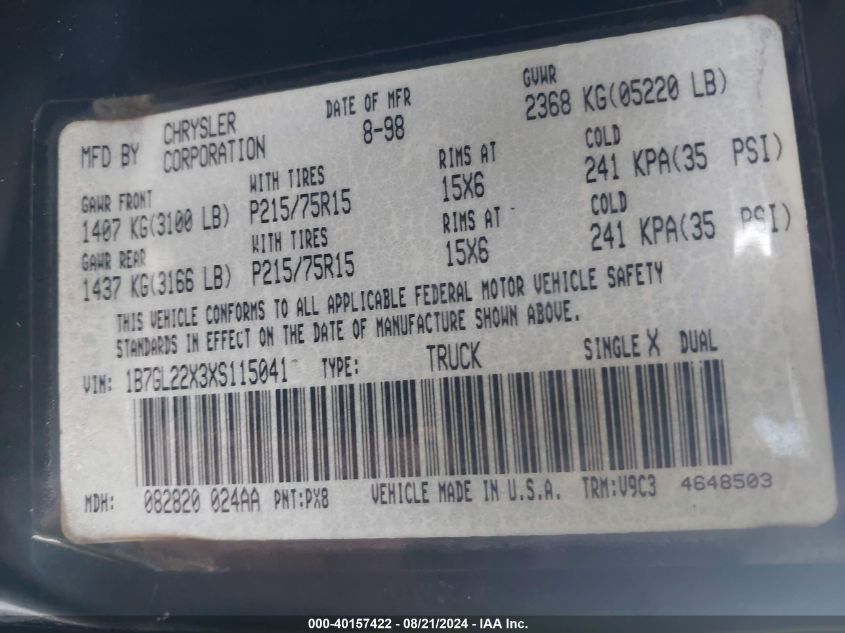 MFD BY CHRYSLER CORPORATION DATE OF MFR 8-98 GVWR 2368 KG(05220 LB)
GAWR FRONT WITH TIRES RIMS AT COLD
1407 KG(3100 LB) P215/75R15 15X6 241 KPA(35 PSI)
GAWR REAR WITH TIRES RIMS AT COLD
1437 KG(3166 LB) P215/75R15 15X6 241 KPA(35 PSI)
THIS VEHICLE CONFORMS TO ALL APPLICABLE FEDERAL MOTOR VEHICLE SAFETY
STANDARDS IN EFFECT ON THE DATE OF MANUFACTURE SHOWN ABOVE.
VIN: 1B7GL22X3XS115041 TYPE: TRUCK SINGLE X DUAL
MDH: 082820 024AA PNT:PX8 VEHICLE MADE IN U.S.A. TRM:V9C3 4648503
000-40157422 - 08/21/2024 - IAA Inc.